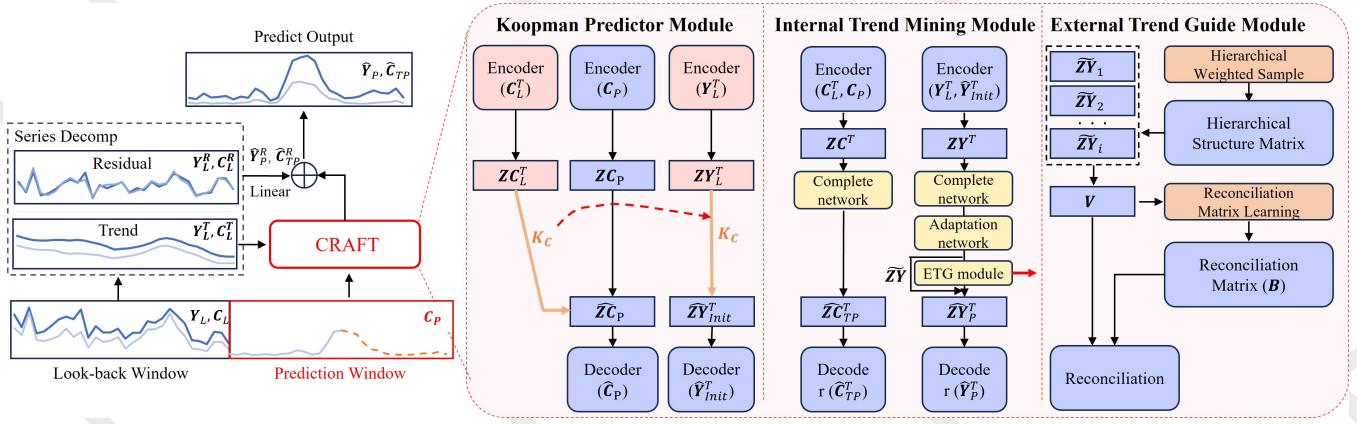 Predict Output
Ŷ_P, Ĉ_TP
Series Decomp
Residual
Y_L^R, C_L^R
Ŷ_P^R, Ĉ_TP^R
Linear
Trend
Y_L^T, C_L^T
CRAFT
Y_L, C_L
C_P
Look-back Window
Prediction Window
Koopman Predictor Module
Encoder
(C_L^T)
Encoder
(C_P)
Encoder
(Y_L^T)
ZC_L^T
ZC_P
ZY_L^T
K_C
K_C
ẐC_P
ẐY_Init^T
Decoder
(Ĉ_P)
Decoder
(Ŷ_Init^T)
Internal Trend Mining Module
Encoder
(C_L^T, C_P)
Encoder
(Y_L^T, Ŷ_Init^T)
ZC^T
ZY^T
Complete
network
Complete
network
Adaptation
network
Z̃Y
ETG module
ẐC_TP^T
ẐY_P^T
Decode
r (Ĉ_TP^T)
Decode
r (Ŷ_P^T)
External Trend Guide Module
Z̃Y_1
Z̃Y_2
. . .
Z̃Y_i
Hierarchical
Weighted Sample
Hierarchical
Structure Matrix
V
Reconciliation
Matrix Learning
Reconciliation
Matrix (B)
Reconciliation